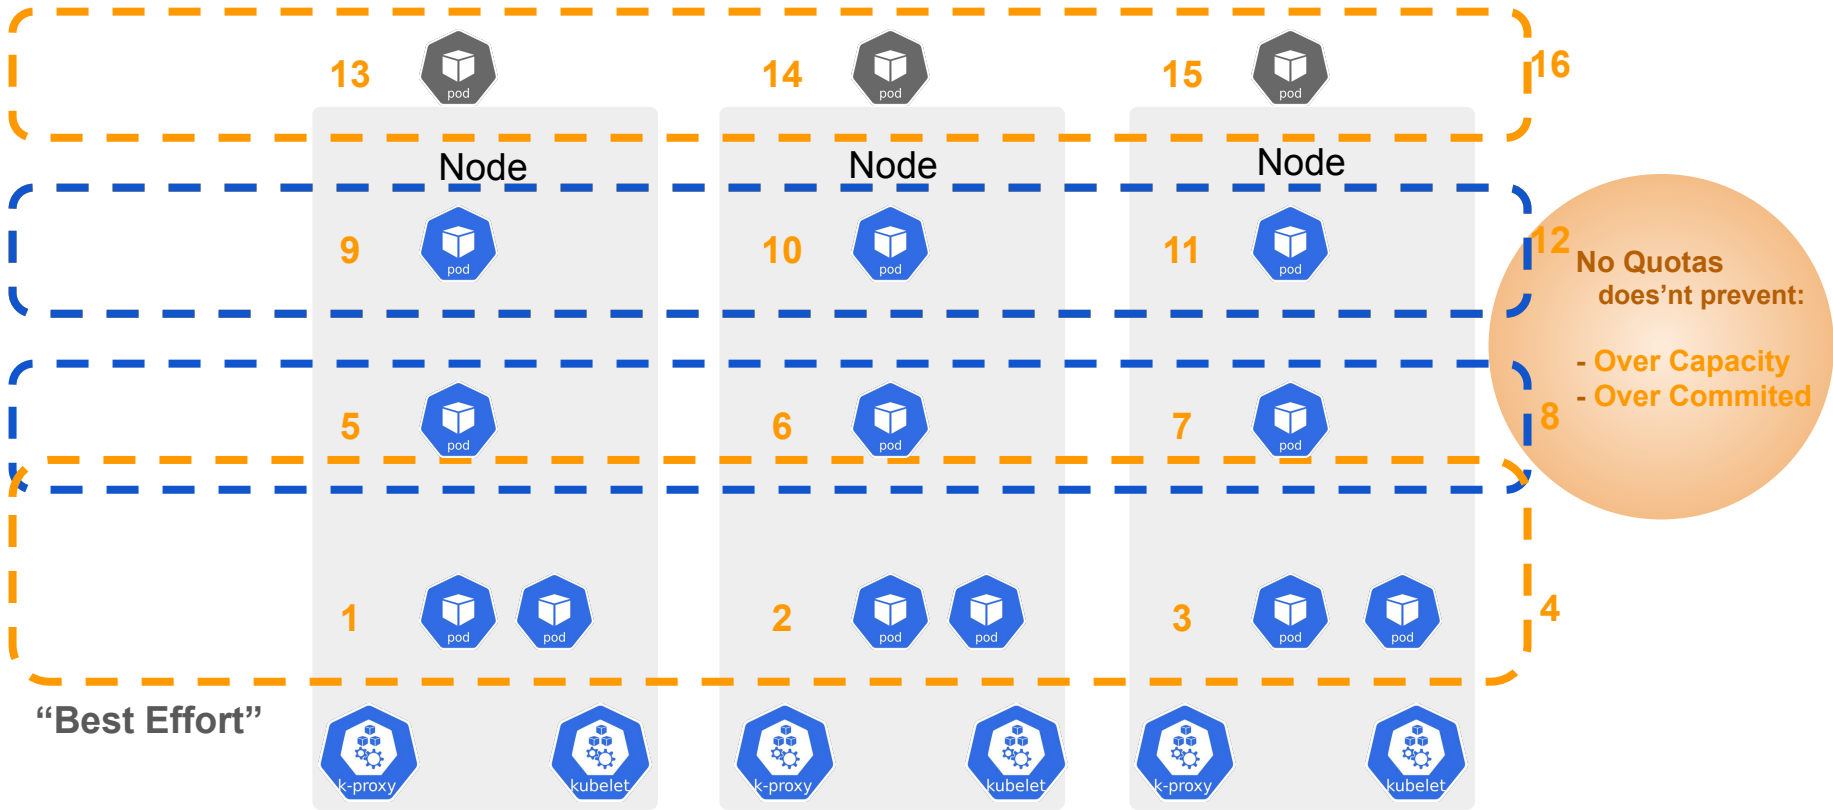 13 pod 14 pod 15 pod 16
Node Node Node
9 pod 10 pod 11 pod 12
No Quotas
does'nt prevent:
- Over Capacity
- Over Commited
5 pod 6 pod 7 pod 8
1 pod pod 2 pod pod 3 pod pod 4
“Best Effort”
k-proxy kubelet k-proxy kubelet k-proxy kubelet